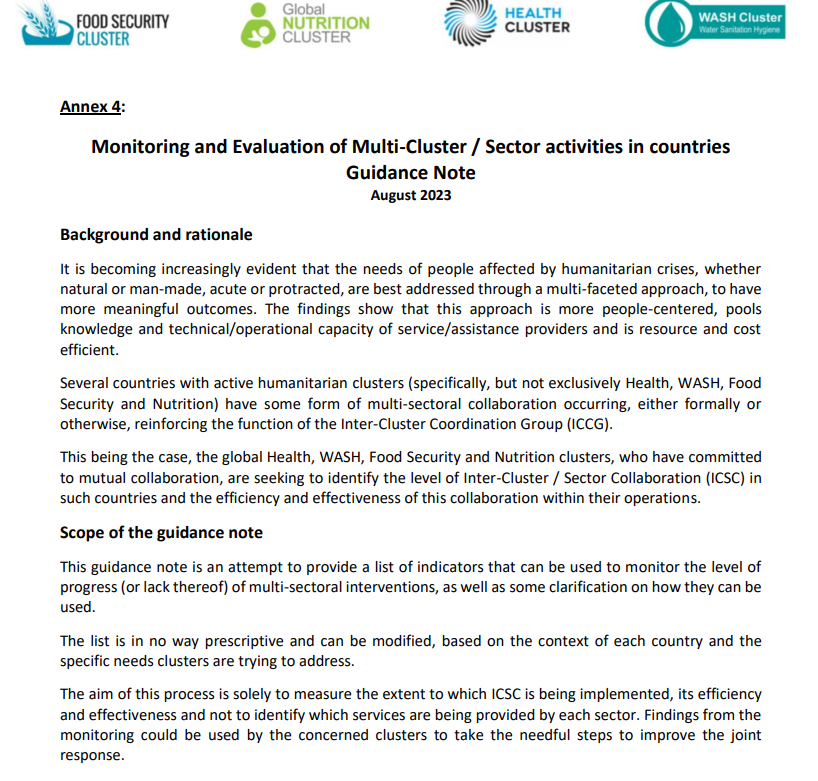 FOOD SECURITY
CLUSTER
Global
NUTRITION
CLUSTER
HEALTH
CLUSTER
WASH Cluster
Water Sanitation Hygiene
Annex 4:
Monitoring and Evaluation of Multi-Cluster / Sector activities in countries
Guidance Note
August 2023
Background and rationale
It is becoming increasingly evident that the needs of people affected by humanitarian crises, whether
natural or man-made, acute or protracted, are best addressed through a multi-faceted approach, to have
more meaningful outcomes. The findings show that this approach is more people-centered, pools
knowledge and technical/operational capacity of service/assistance providers and is resource and cost
efficient.
Several countries with active humanitarian clusters (specifically, but not exclusively Health, WASH, Food
Security and Nutrition) have some form of multi-sectoral collaboration occurring, either formally or
otherwise, reinforcing the function of the Inter-Cluster Coordination Group (ICCG).
This being the case, the global Health, WASH, Food Security and Nutrition clusters, who have committed
to mutual collaboration, are seeking to identify the level of Inter-Cluster / Sector Collaboration (ICSC) in
such countries and the efficiency and effectiveness of this collaboration within their operations.
Scope of the guidance note
This guidance note is an attempt to provide a list of indicators that can be used to monitor the level of
progress (or lack thereof) of multi-sectoral interventions, as well as some clarification on how they can be
used.
The list is in no way prescriptive and can be modified, based on the context of each country and the
specific needs clusters are trying to address.
The aim of this process is solely to measure the extent to which ICSC is being implemented, its efficiency
and effectiveness and not to identify which services are being provided by each sector. Findings from the
monitoring could be used by the concerned clusters to take the needful steps to improve the joint
response.